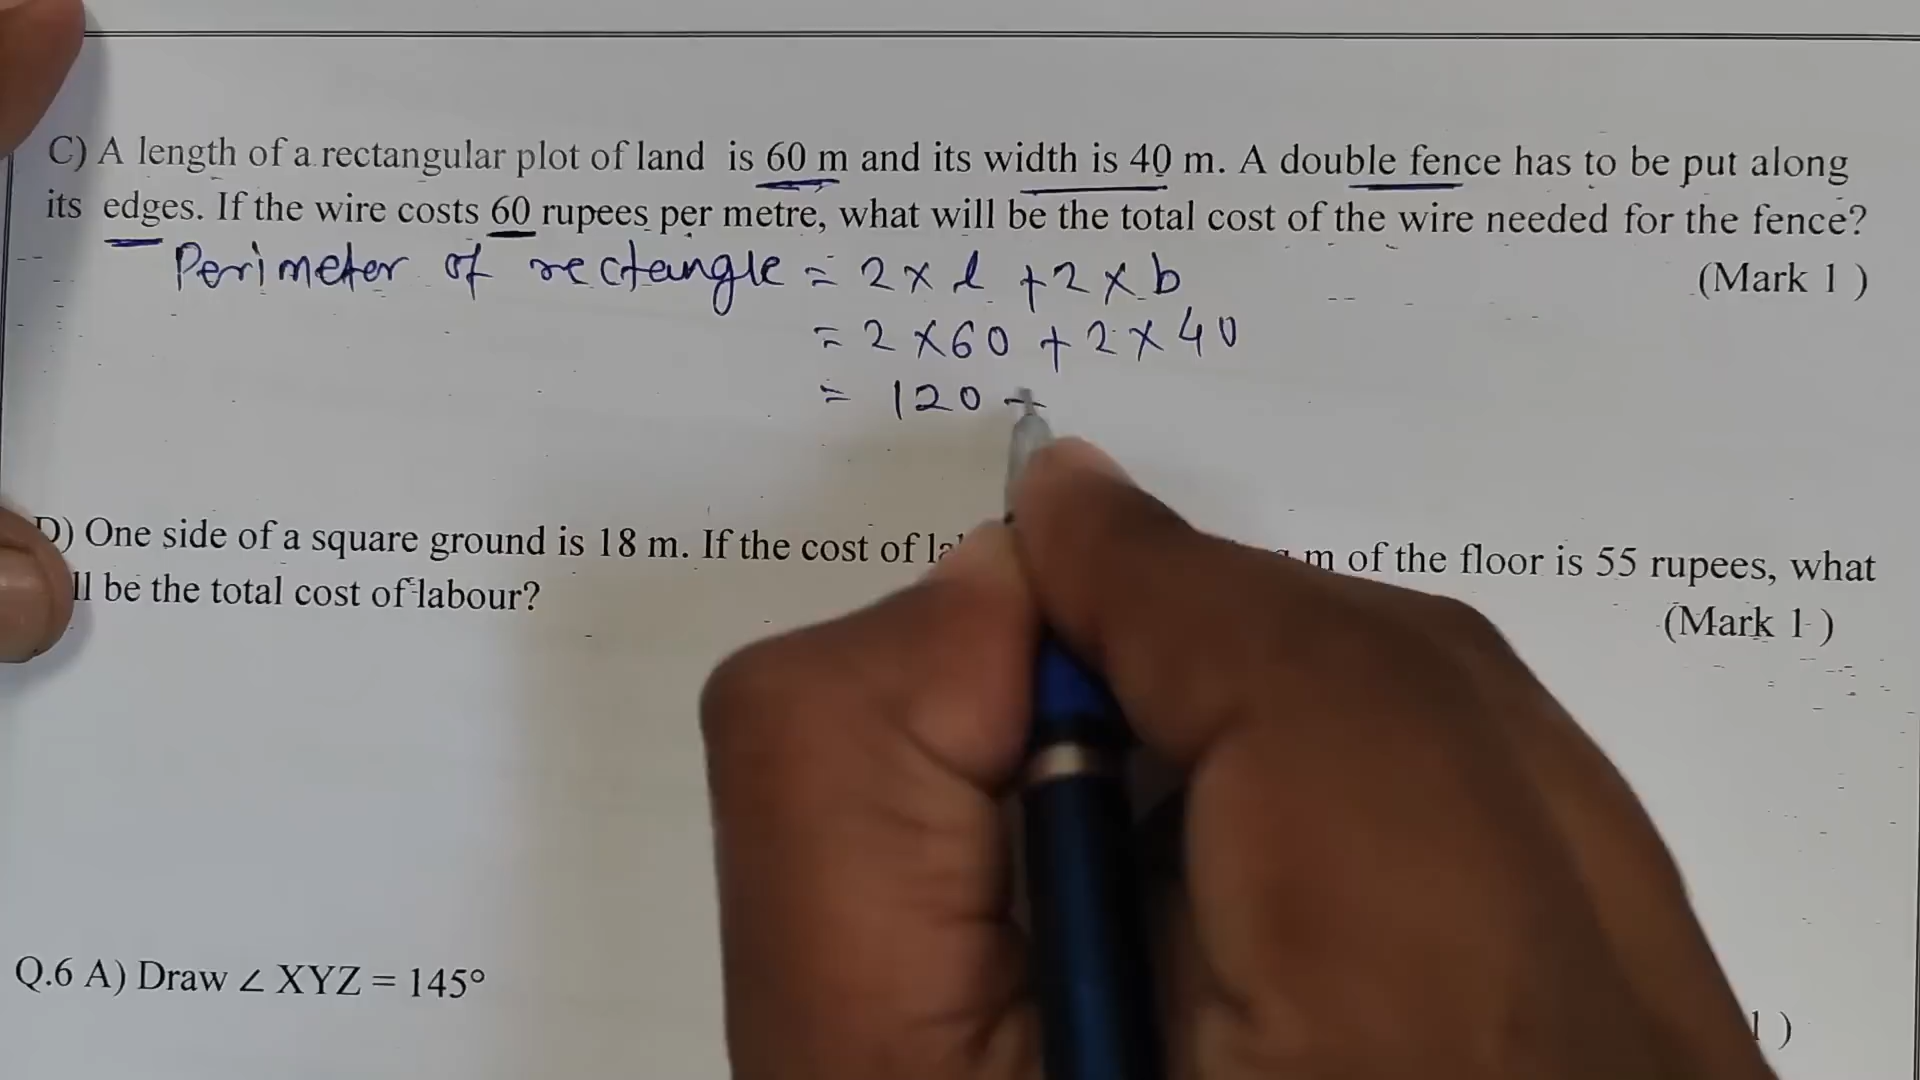 C) A length of a rectangular plot of land is 60 m and its width is 40 m. A double fence has to be put along
its edges. If the wire costs 60 rupees per metre, what will be the total cost of the wire needed for the fence?
Perimeter of rectangle = 2 × l + 2 × b
(Mark 1 )
= 2 × 60 + 2 × 40
= 120 +
D) One side of a square ground is 18 m. If the cost of m of the floor is 55 rupees, what
be the total cost of labour?
(Mark 1 )
Q.6 A) Draw ∠ XYZ = 145°
1 )